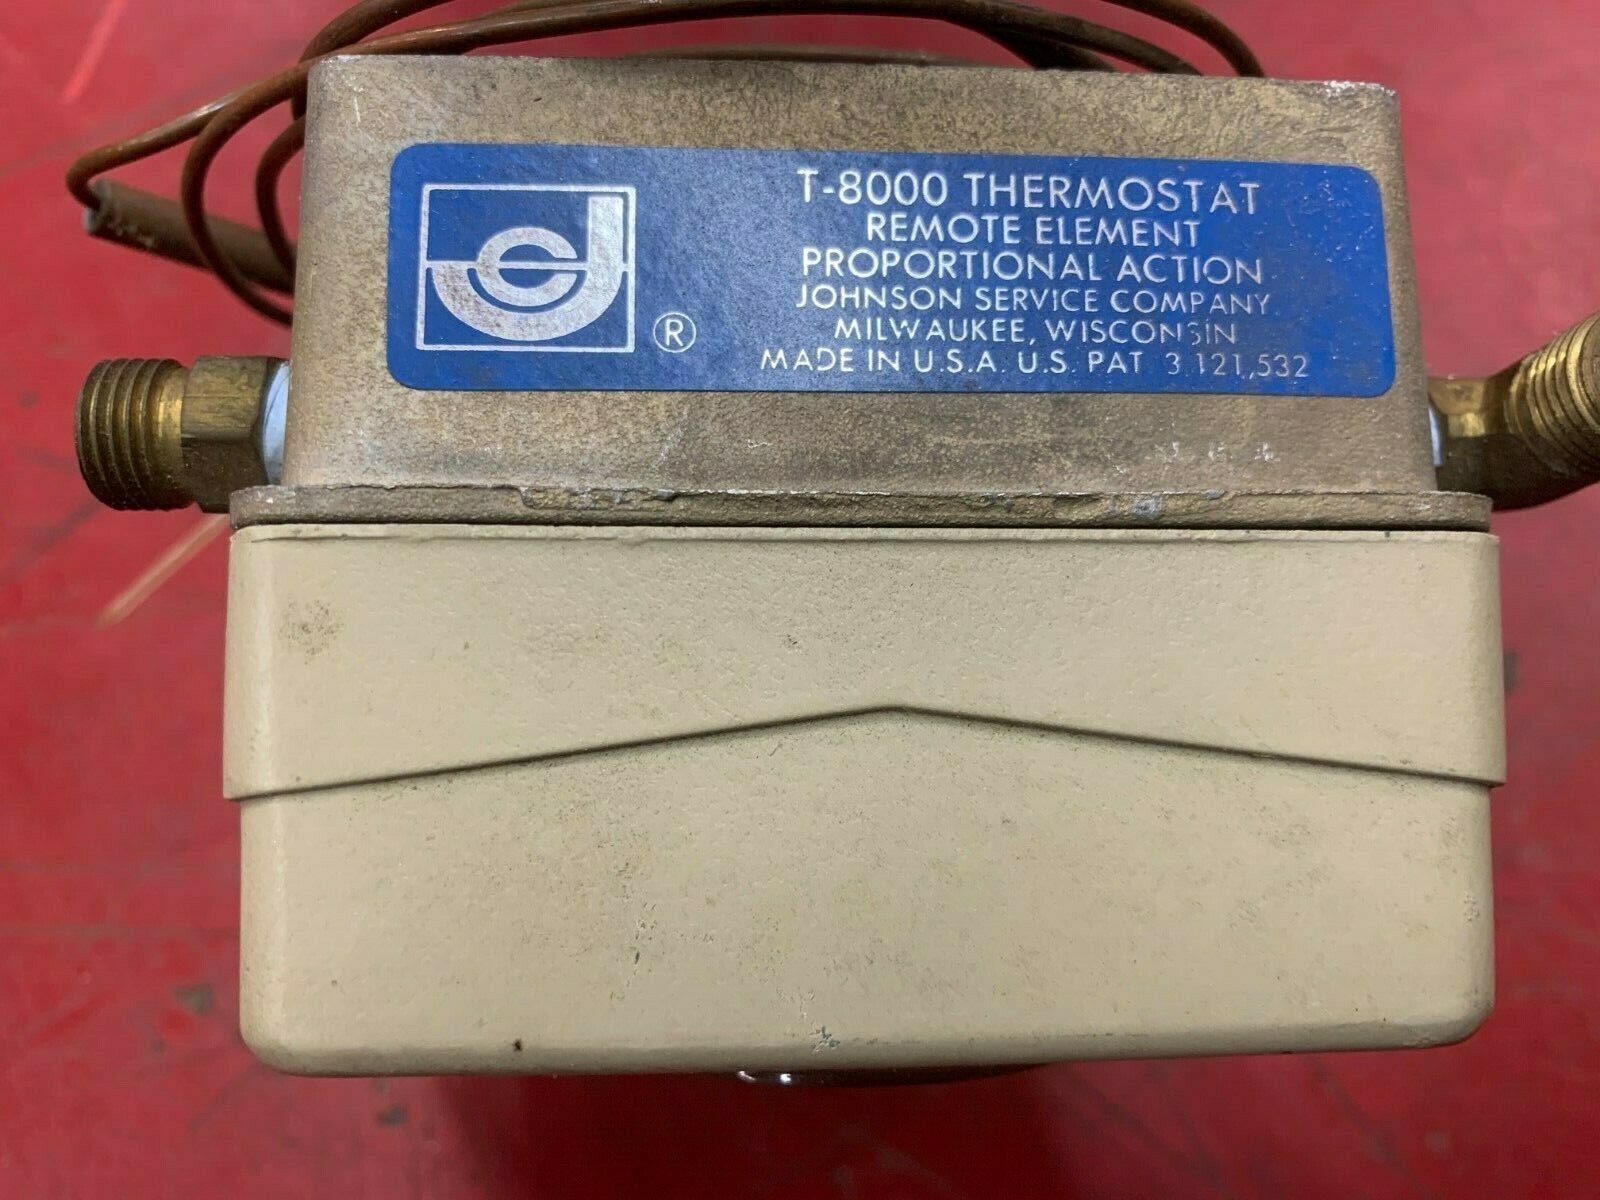 T-8000 THERMOSTAT
REMOTE ELEMENT
PROPORTIONAL ACTION
JOHNSON SERVICE COMPANY
MILWAUKEE, WISCONSIN
MADE IN U.S.A. U.S. PAT 3,121,532
®